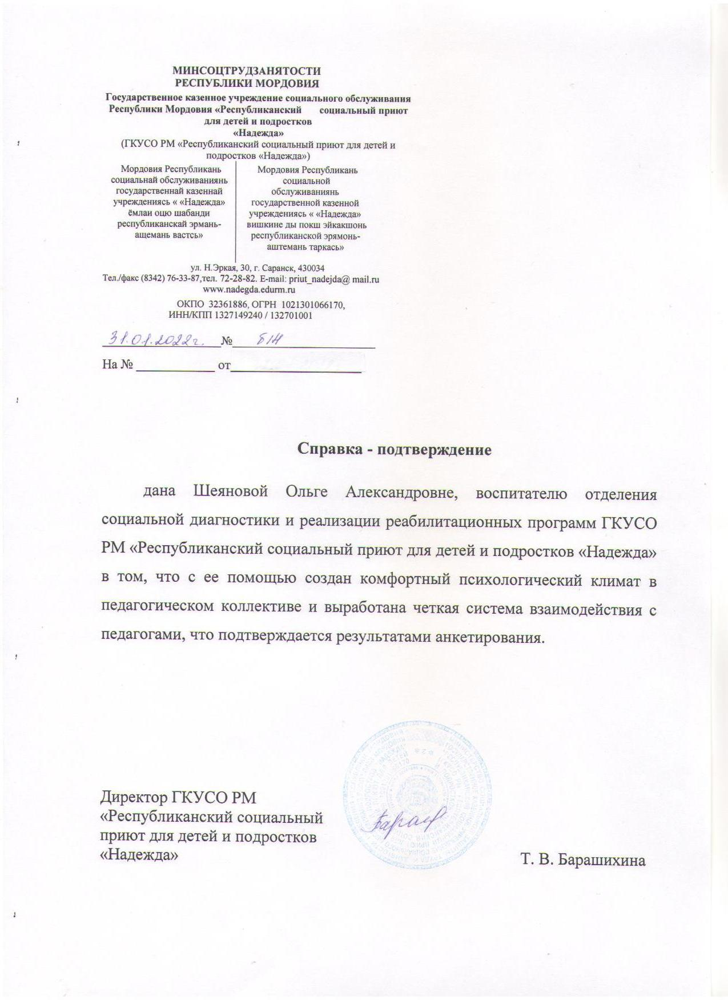 МИНСОЦТРУДЗАНЯТОСТИ
РЕСПУБЛИКИ МОРДОВИЯ
Государственное казенное учреждение социального обслуживания
Республики Мордовия «Республиканский социальный приют
для детей и подростков
«Надежда»
(ГКУСО РМ «Республиканский социальный приют для детей и
подростков «Надежда»)
Мордовия Республикань
социальнай обслуживаниянь
государственнай казеннай
учреждениясь « «Надежда»
ёмлаи оцю шабанди
республиканскай эрмань-
ащемань вастсь»
Мордовия Республикань
социальной
обслуживаниянь
государственной казенной
учреждениясь « «Надежда»
вишкине ды покш эйкакшонь
республиканской эрямонь-
аштемань таркась»
ул. Н.Эркая, 30, г. Саранск, 430034
Тел./факс (8342) 76-33-87,тел. 72-28-82. E-mail: priut_nadejda@ mail.ru
www.nadegda.edurm.ru
ОКПО 32361886, ОГРН 1021301066170,
ИНН/КПП 1327149240 / 132701001
31.01.2022г. № б/н
На № ____________ от____________________
Справка - подтверждение
дана Шеяновой Ольге Александровне, воспитателю отделения
социальной диагностики и реализации реабилитационных программ ГКУСО
РМ «Республиканский социальный приют для детей и подростков «Надежда»
в том, что с ее помощью создан комфортный психологический климат в
педагогическом коллективе и выработана четкая система взаимодействия с
педагогами, что подтверждается результатами анкетирования.
Директор ГКУСО РМ
«Республиканский социальный
приют для детей и подростков
«Надежда»
Т. В. Барашихина